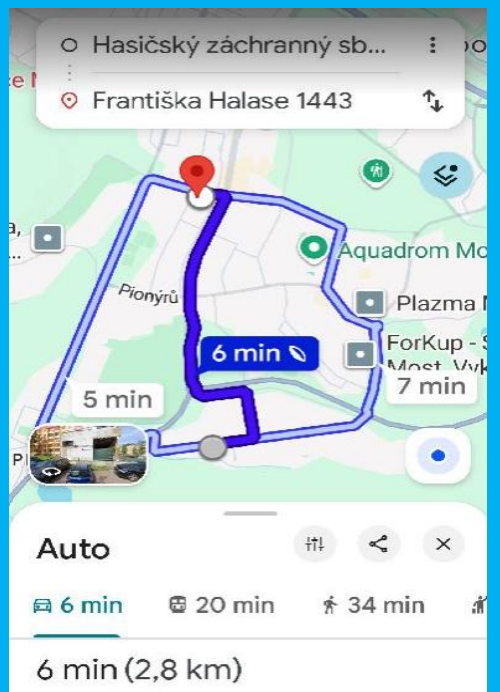 Hasičský záchranný sb...
Františka Halase 1443
Aquadrom Mo
Pionýrů
Plazma
6 min
ForKup - S
Most, Vyk
5 min
7 min
Auto
6 min
20 min
34 min
6 min (2,8 km)